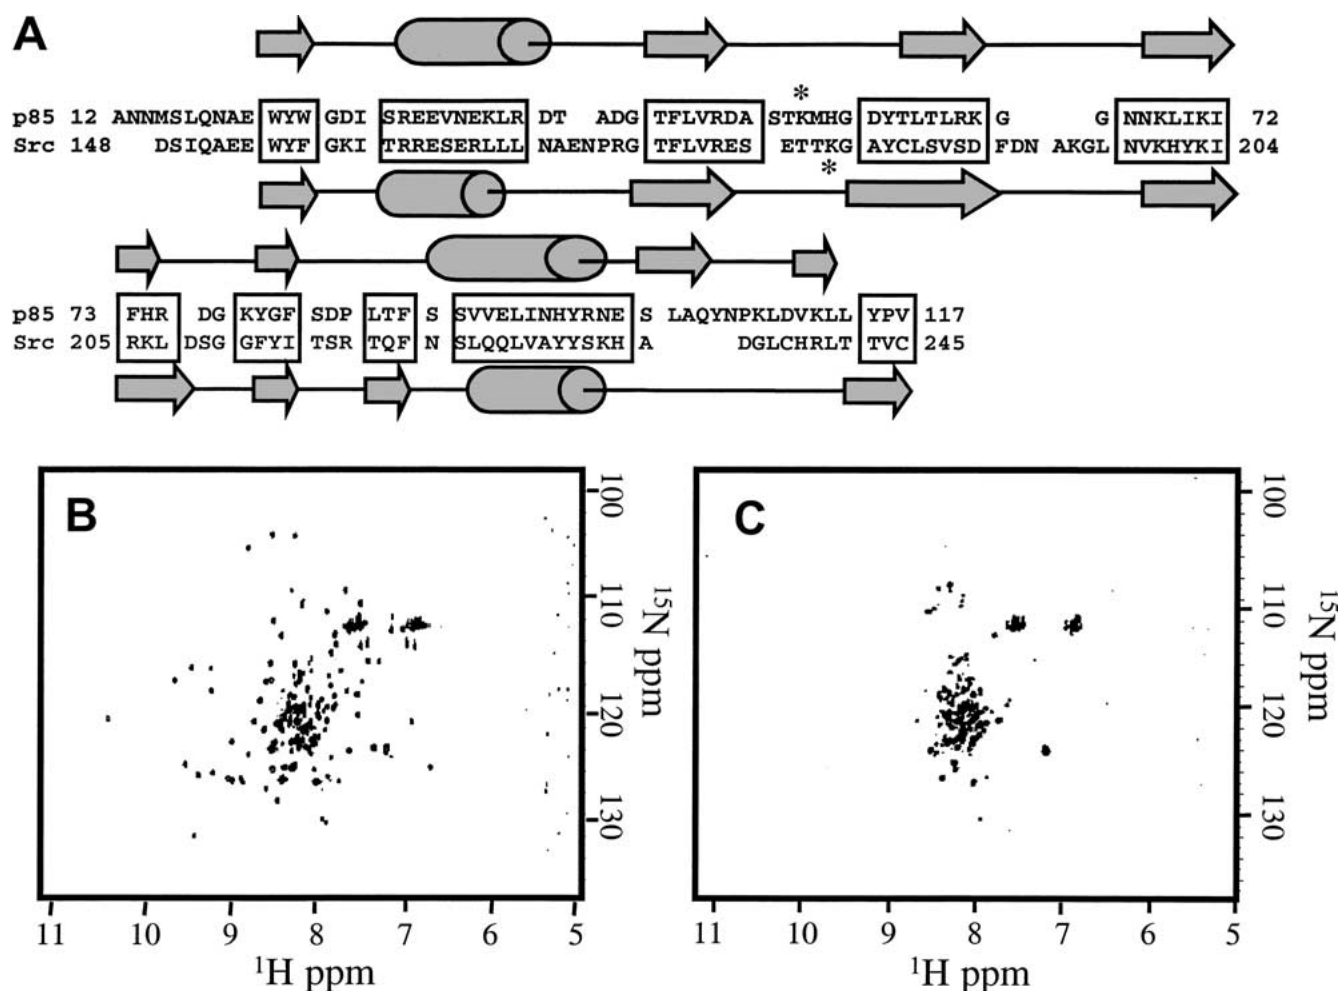 A
*
p85 12 ANNMSLQNAE WYW GDI SREEVNEKLR DT ADG TFLVRDA STKMHG DYTLTLRK G G NNKLIKI 72
Src 148 DSIQAEE WYF GKI TRRESERLLL NAENPRG TFLVRES ETTKG AYCLSVSD FDN AKGL NVKHYKI 204
*
p85 73 FHR DG KYGF SDP LTF S SVVELINHYRNE S LAQYNPKLDVKLL YPV 117
Src 205 RKL DSG GFYI TSR TQF N SLQQLVAYYSKH A DGLCHRLT TVC 245
B
100
110
120
130
15N ppm
11 10 9 8 7 6 5
1H ppm
C
100
110
120
130
15N ppm
11 10 9 8 7 6 5
1H ppm